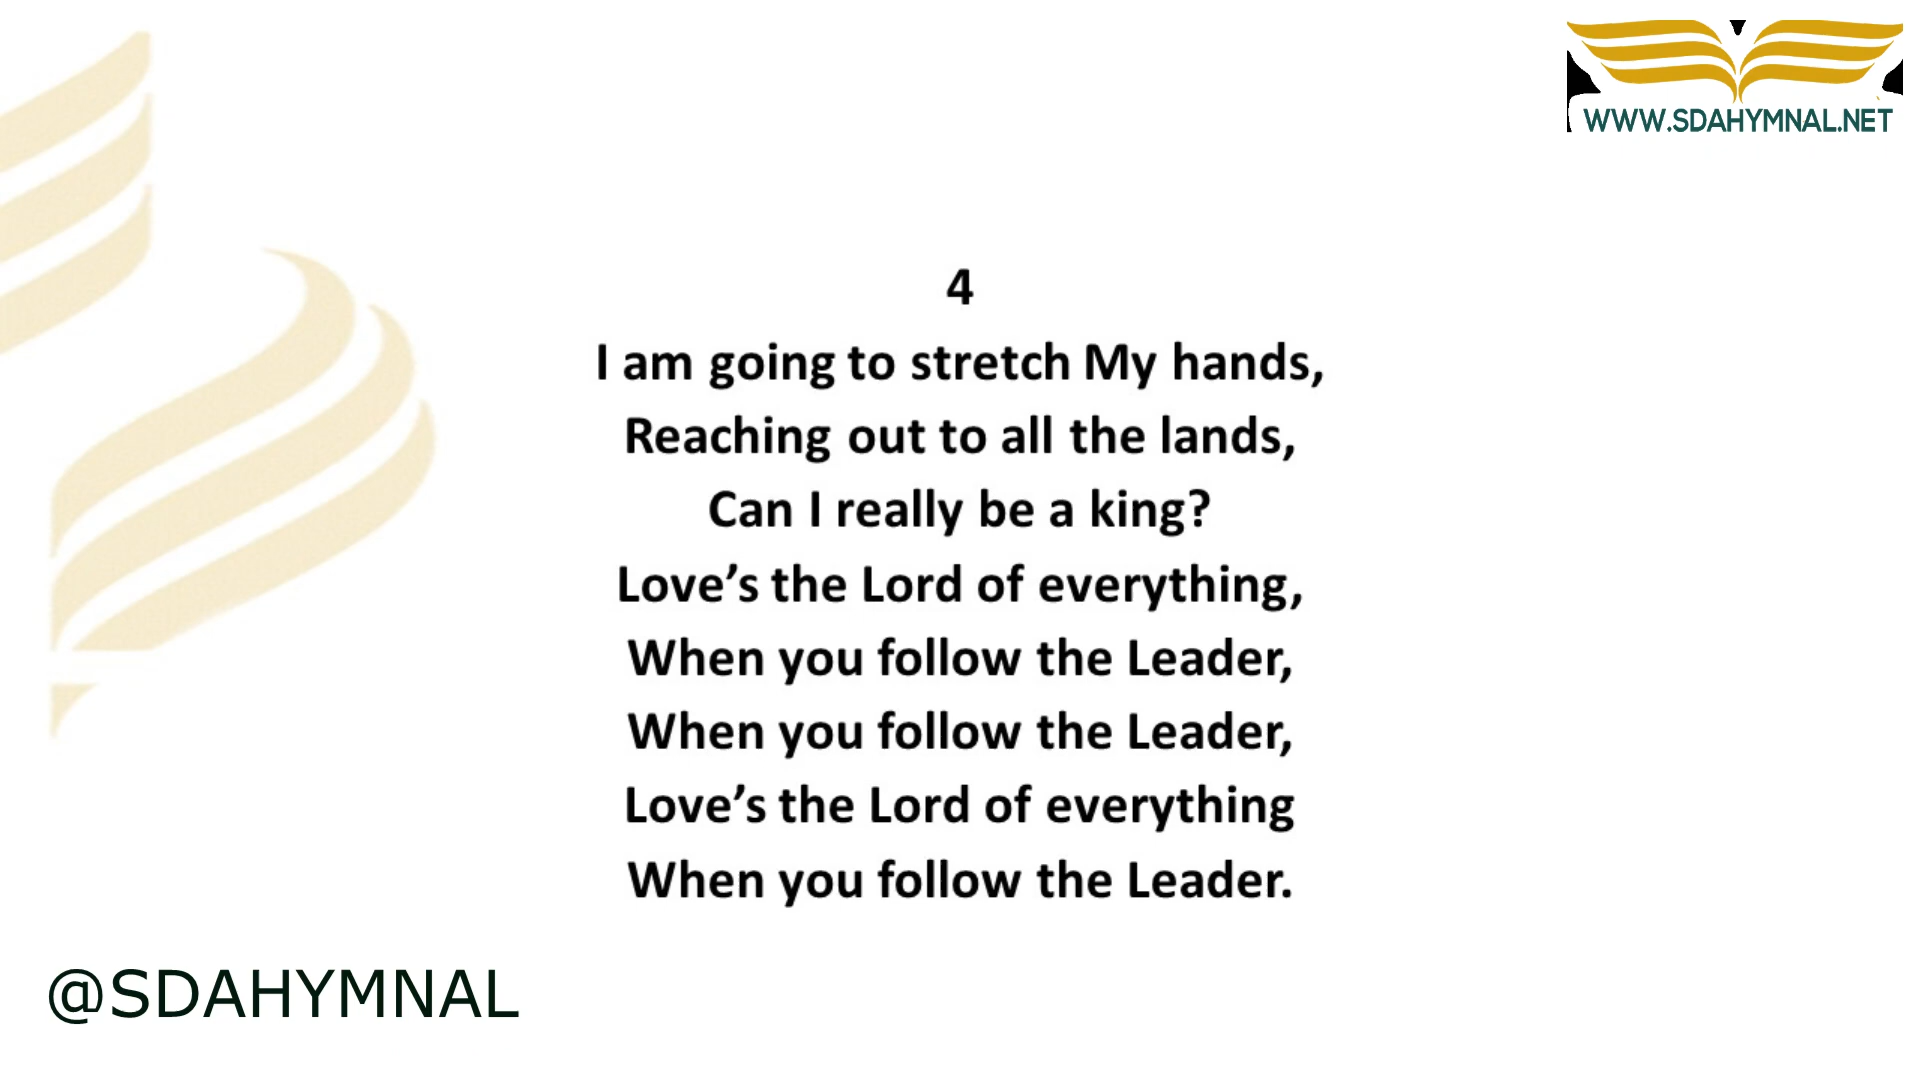 WWW.SDAHYMNAL.NET
4
I am going to stretch My hands,
Reaching out to all the lands,
Can I really be a king?
Love’s the Lord of everything,
When you follow the Leader,
When you follow the Leader,
Love’s the Lord of everything
When you follow the Leader.
@SDAHYMNAL